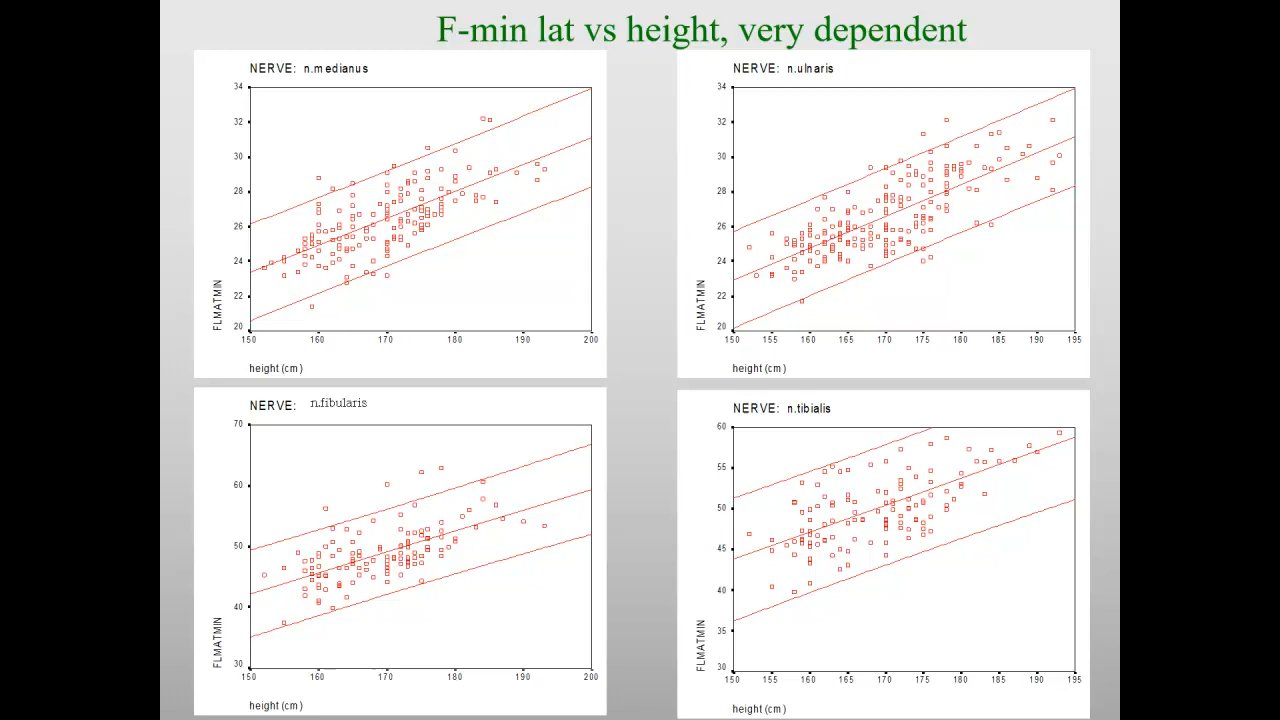 F-min lat vs height, very dependent
NERVE: n.medianus
34
32
30
28
26
24
22
20
FLMATMIN
150 160 170 180 190 200
height (cm)
NERVE: n.ulnaris
34
32
30
28
26
24
22
20
FLMATMIN
150 155 160 165 170 175 180 185 190 195
height (cm)
NERVE: n.fibularis
70
60
50
40
30
FLMATMIN
150 160 170 180 190 200
height (cm)
NERVE: n.tibialis
60
55
50
45
40
35
30
FLMATMIN
150 155 160 165 170 175 180 185 190 195
height (cm)